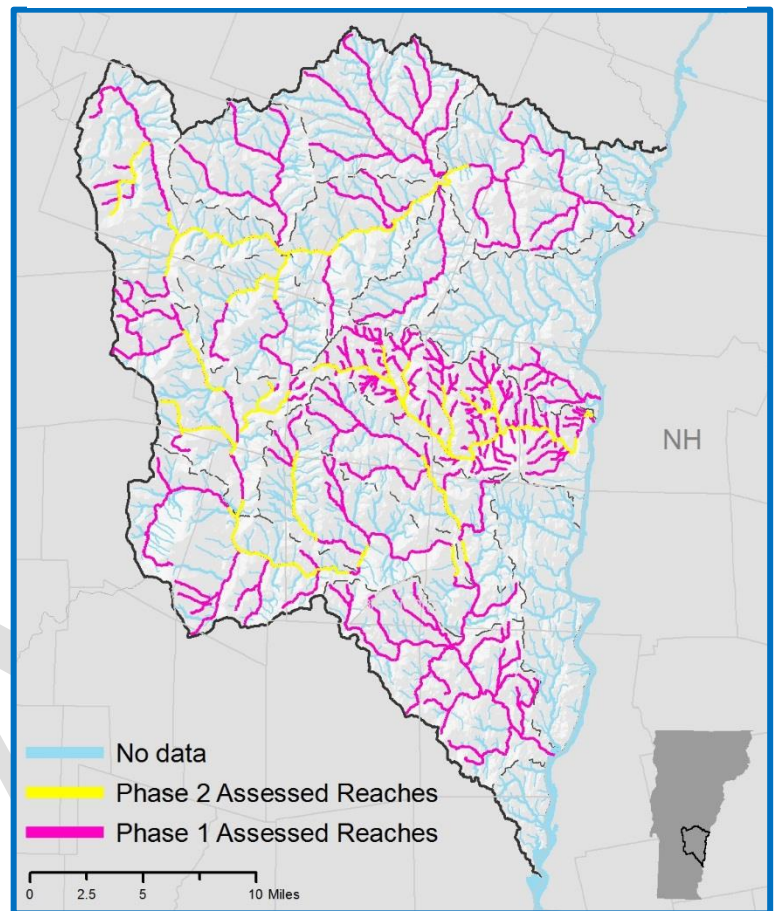 NH
No data
Phase 2 Assessed Reaches
Phase 1 Assessed Reaches
0 2.5 5 10 Miles